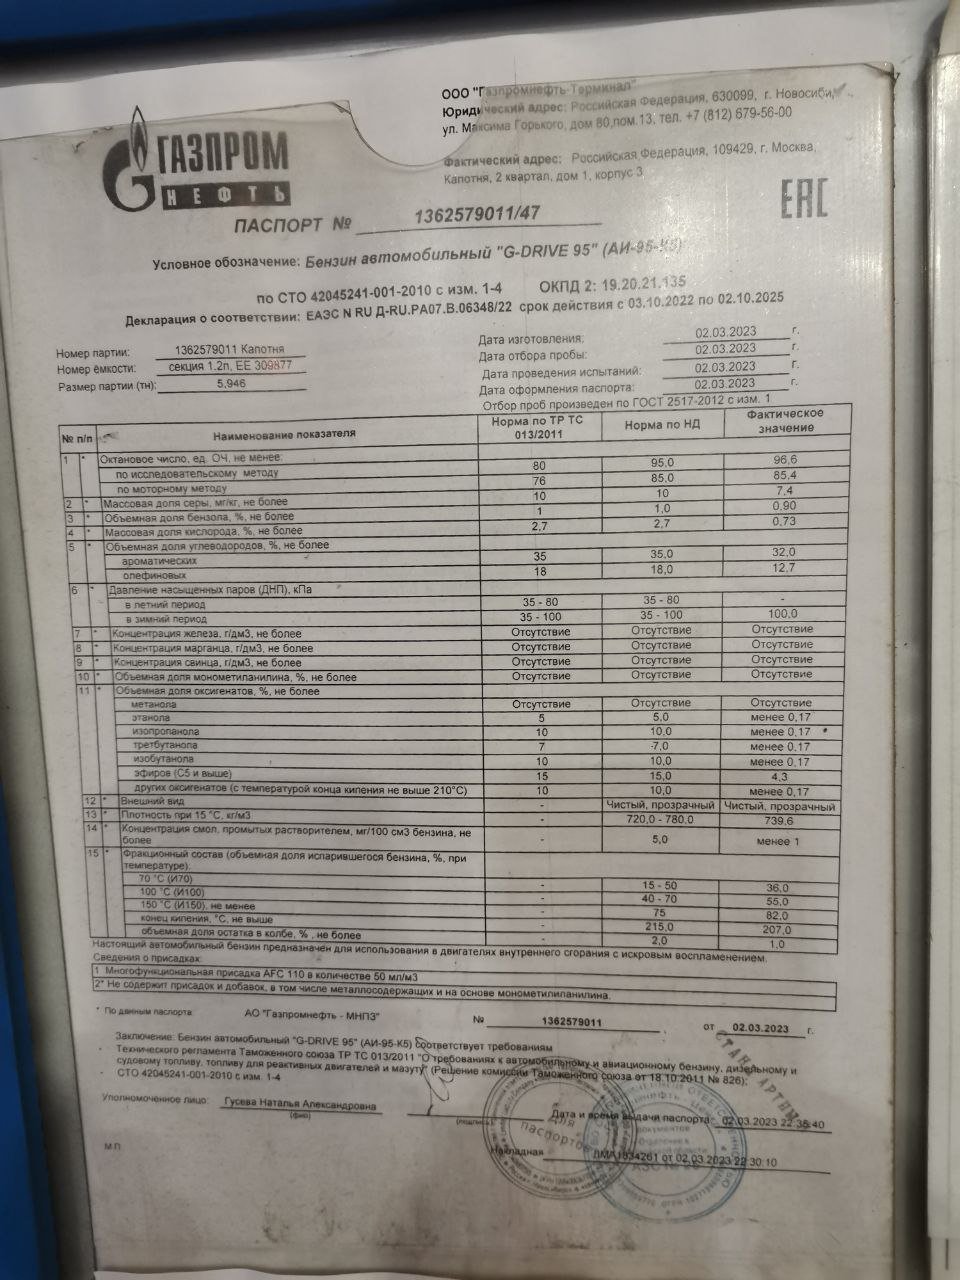 ГАЗПРОМ
НЕФТЬ
ООО "Газпромнефть-Терминал"
Юридический адрес: Российская Федерация, 630099, г. Новосиби
ул. Максима Горького, дом 80,пом.13; тел. +7 (812) 679-56-00
Фактический адрес: Российская Федерация, 109429, г. Москва,
Капотня, 2 квартал, дом 1, корпус 3
EAC
ПАСПОРТ № 1362579011/47
Условное обозначение: Бензин автомобильный "G-DRIVE 95" (АИ-95-К5)
по СТО 42045241-001-2010 с изм. 1-4 ОКПД 2: 19.20.21.135
Декларация о соответствии: ЕАЭС N RU Д-RU.РА07.В.06348/22 срок действия с 03.10.2022 по 02.10.2025
Номер партии: 1362579011 Капотня
Номер ёмкости: секция 1.2п, ЕЕ 309877
Размер партии (тн): 5,946
Дата изготовления: 02.03.2023 г.
Дата отбора пробы: 02.03.2023 г.
Дата проведения испытаний: 02.03.2023 г.
Дата оформления паспорта: 02.03.2023 г.
Отбор проб произведен по ГОСТ 2517-2012 с изм. 1
№ п/п Наименование показателя Норма по ТР ТС 013/2011 Норма по НД Фактическое значение
1 * Октановое число, ед. ОЧ, не менее:
по исследовательскому методу 80 95,0 96,6
по моторному методу 76 85,0 85,4
2 * Массовая доля серы, мг/кг, не более 10 10 7,4
3 * Объемная доля бензола, %, не более 1 1,0 0,90
4 * Массовая доля кислорода, %, не более 2,7 2,7 0,73
5 * Объемная доля углеводородов, %, не более
ароматических 35 35,0 32,0
олефиновых 18 18,0 12,7
6 * Давление насыщенных паров (ДНП), кПа
в летний период 35 - 80 35 - 80 -
в зимний период 35 - 100 35 - 100 100,0
7 * Концентрация железа, г/дм3, не более Отсутствие Отсутствие Отсутствие
8 * Концентрация марганца, г/дм3, не более Отсутствие Отсутствие Отсутствие
9 * Концентрация свинца, г/дм3, не более Отсутствие Отсутствие Отсутствие
10 * Объемная доля монометиланилина, %, не более Отсутствие Отсутствие Отсутствие
11 * Объемная доля оксигенатов, %, не более
метанола Отсутствие Отсутствие Отсутствие
этанола 5 5,0 менее 0,17
изопропанола 10 10,0 менее 0,17
третбутанола 7 7,0 менее 0,17
изобутанола 10 10,0 менее 0,17
эфиров (С5 и выше) 15 15,0 4,3
других оксигенатов (с температурой конца кипения не выше 210°С) 10 10,0 менее 0,17
12 * Внешний вид - Чистый, прозрачный Чистый, прозрачный
13 * Плотность при 15 °С, кг/м3 - 720,0 - 780,0 739,6
14 * Концентрация смол, промытых растворителем, мг/100 см3 бензина, не
более - 5,0 менее 1
15 * Фракционный состав (объемная доля испарившегося бензина, %, при
температуре):
70 °С (И70) - 15 - 50 36,0
100 °С (И100) - 40 - 70 55,0
150 °С (И150), не менее - 75 82,0
конец кипения, °С, не выше - 215,0 207,0
объемная доля остатка в колбе, % , не более - 2,0 1,0
Настоящий автомобильный бензин предназначен для использования в двигателях внутреннего сгорания с искровым воспламенением.
Сведения о присадках:
1 Многофункциональная присадка AFC 110 в количестве 50 мл/м3
2* Не содержит присадок и добавок, в том числе металлосодержащих и на основе монометиланилина.
* По данным паспорта: АО "Газпромнефть - МНПЗ" № 1362579011 от 02.03.2023 г.
Заключение: Бензин автомобильный "G-DRIVE 95" (АИ-95-К5) соответствует требованиям
Технического регламента Таможенного союза ТР ТС 013/2011 "О требованиях к автомобильному и авиационному бензину, дизельному и
судовому топливу, топливу для реактивных двигателей и мазуту" (Решение комиссии Таможенного союза от 18.10.2011 № 826);
СТО 42045241-001-2010 с изм. 1-4
Уполномоченное лицо: Гусева Наталья Александровна
(фио)
(подпись)
Дата и время выдачи паспорта: 02.03.2023 22:35:40
Накладная ДМА1834261 от 02.03.2023 22:30:10
М.П.
Для
паспортов
документов
АЗС №